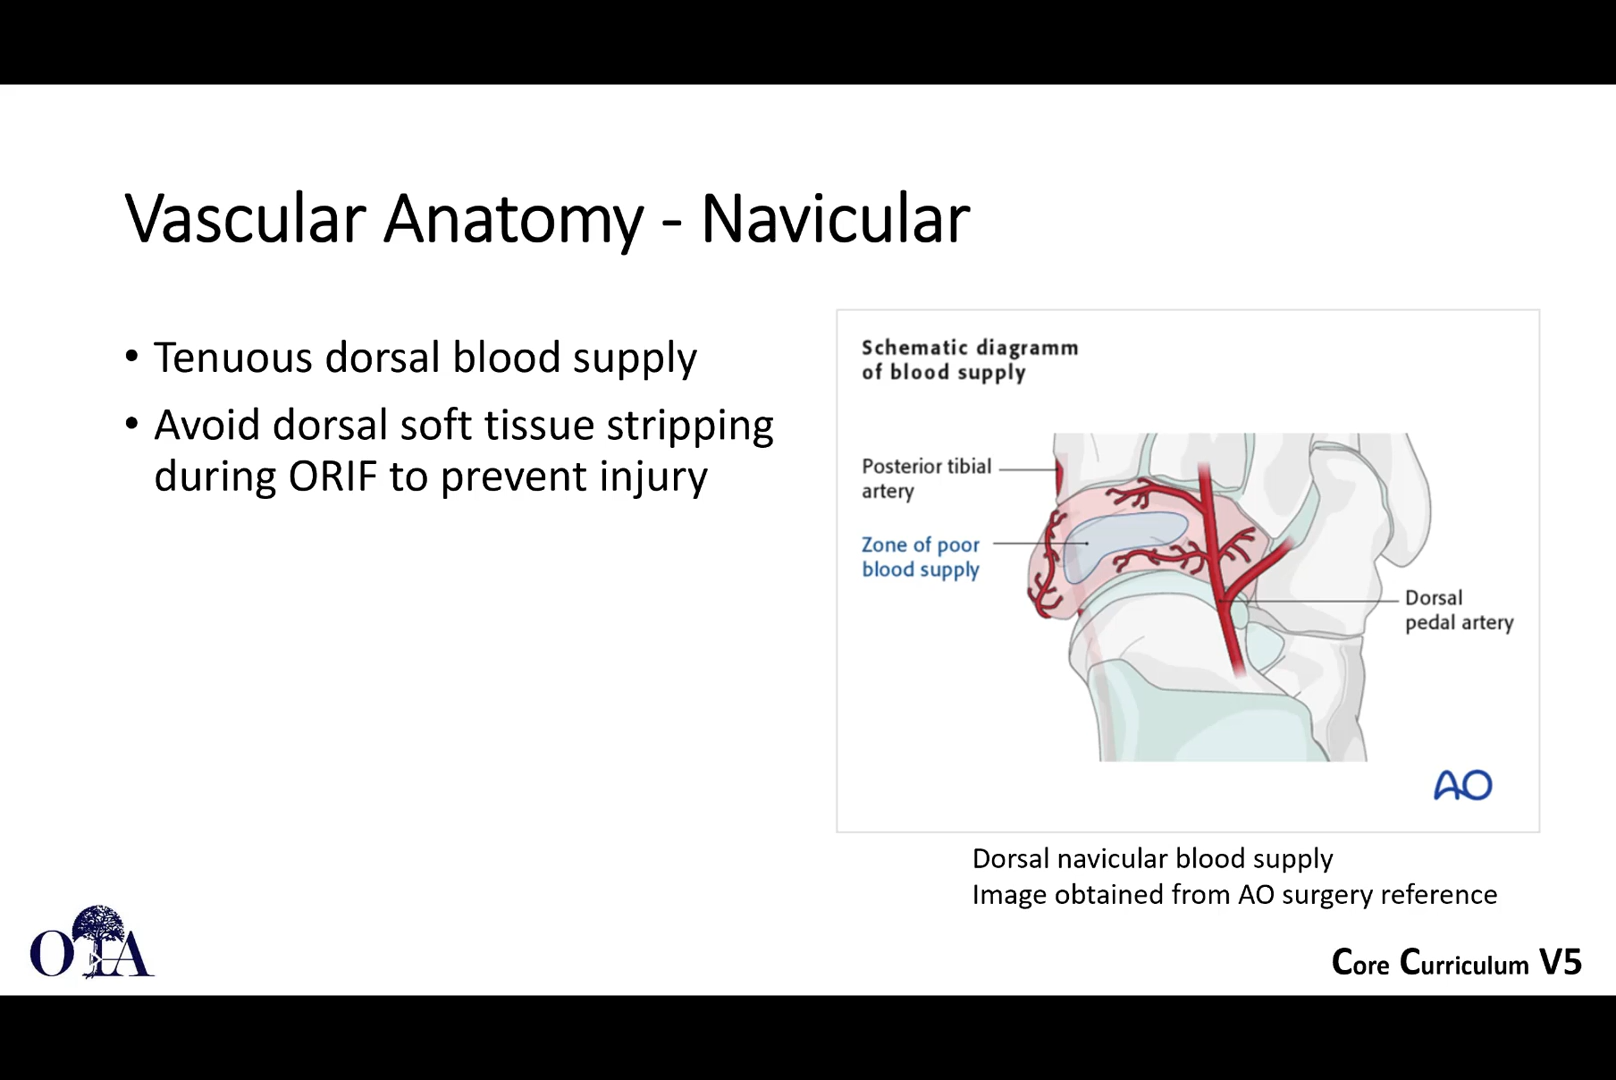 Vascular Anatomy - Navicular
• Tenuous dorsal blood supply
• Avoid dorsal soft tissue stripping
during ORIF to prevent injury
Schematic diagramm
of blood supply
Posterior tibial
artery
Zone of poor
blood supply
Dorsal
pedal artery
AO
Dorsal navicular blood supply
Image obtained from AO surgery reference
OTA
Core Curriculum V5